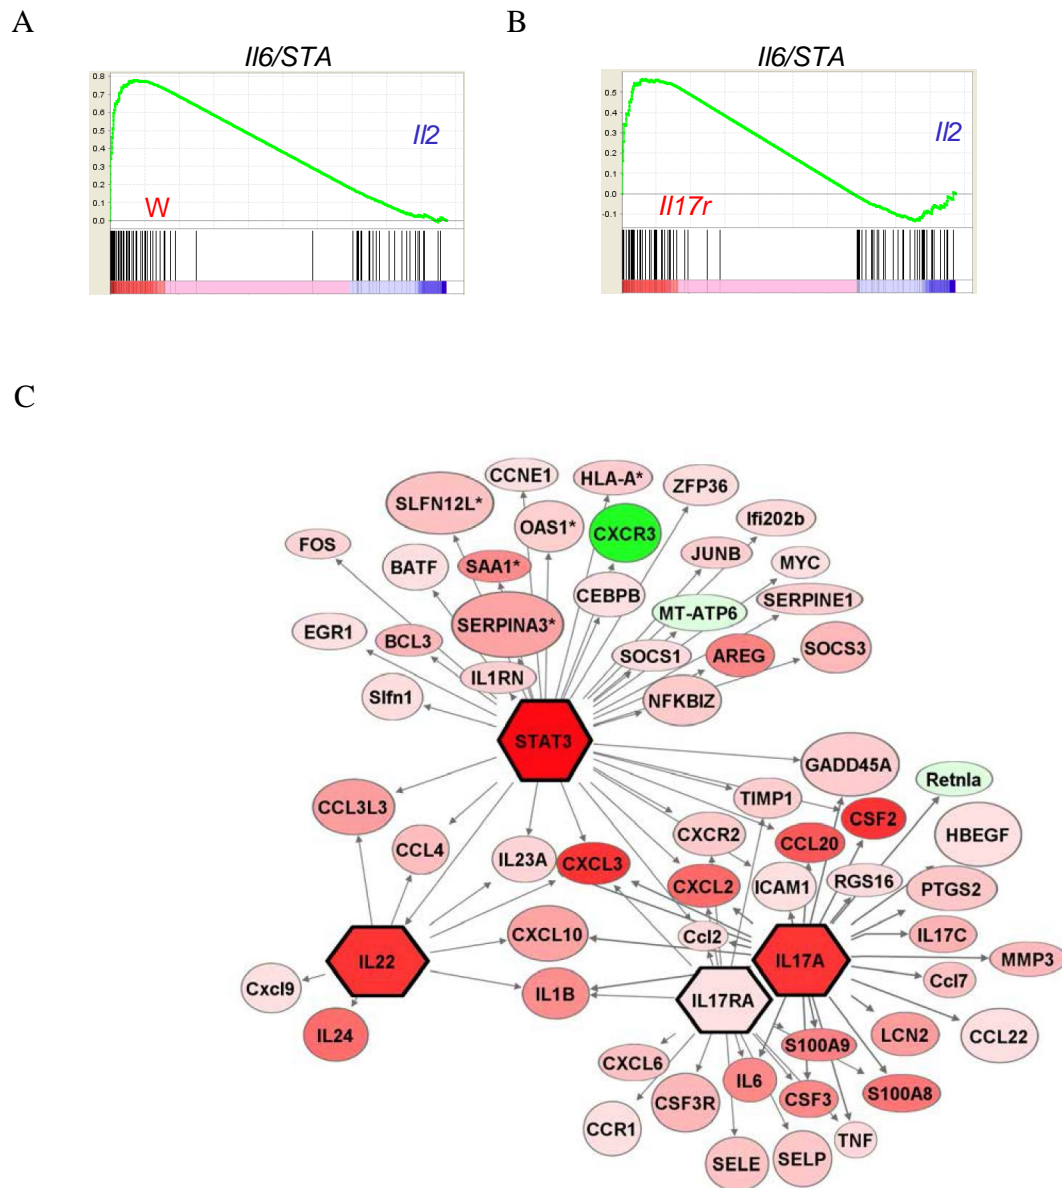 A
B
Il6/STA
Il6/STA
0.8
0.7
0.6
0.5
0.4
0.3
0.2
0.1
0.0
Il2
W
0.5
0.4
0.3
0.2
0.1
0.0
-0.1
Il2
Il17r
C
CCNE1
HLA-A*
ZFP36
SLFN12L*
OAS1*
CXCR3
Ifi202b
FOS
BATF
SAA1*
JUNB
MYC
CEBPB
SERPINE1
SERPINA3*
MT-ATP6
EGR1
BCL3
SOCS1
AREG
SOCS3
IL1RN
Slfn1
NFKBIZ
STAT3
GADD45A
Retnla
TIMP1
CCL3L3
CSF2
CXCR2
HBEGF
CCL4
IL23A
CXCL3
CCL20
CXCL2
ICAM1
RGS16
PTGS2
CXCL10
Ccl2
IL17C
IL22
IL17A
MMP3
Cxcl9
IL1B
IL17RA
Ccl7
IL24
S100A9
LCN2
CCL22
CXCL6
IL6
CSF3R
CSF3
S100A8
CCR1
TNF
SELE
SELP